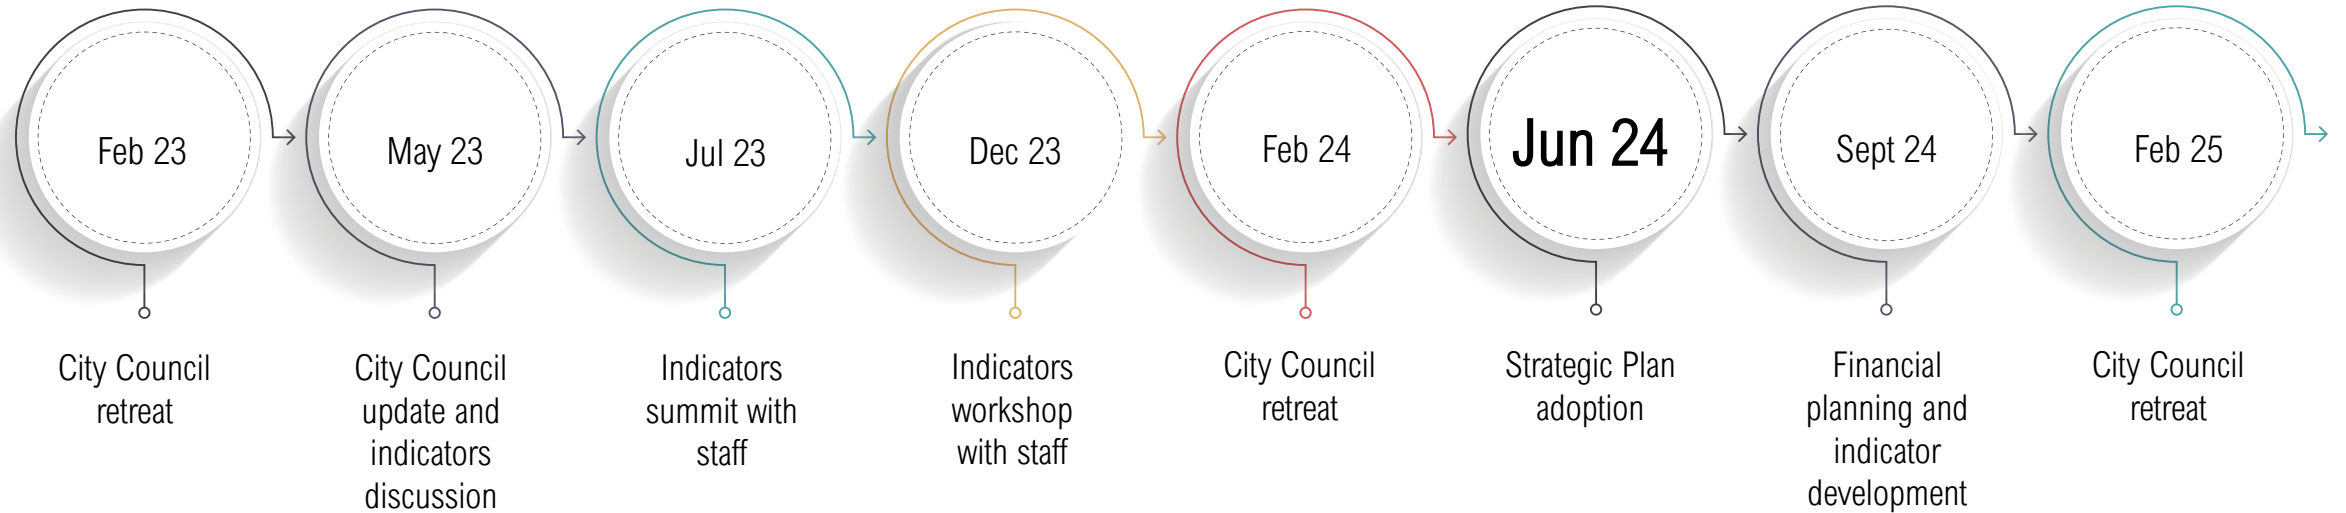 Feb 23
May 23
Jul 23
Dec 23
Feb 24
Jun 24
Sept 24
Feb 25
City Council
retreat
City Council
update and
indicators
discussion
Indicators
summit with
staff
Indicators
workshop
with staff
City Council
retreat
Strategic Plan
adoption
Financial
planning and
indicator
development
City Council
retreat